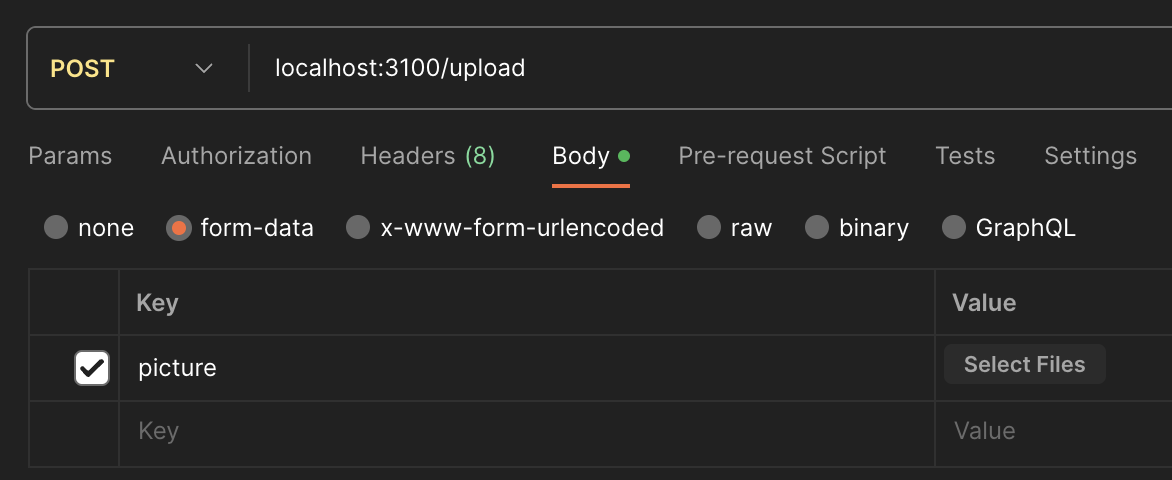 POST localhost:3100/upload
Params Authorization Headers (8) Body Pre-request Script Tests Settings
none form-data x-www-form-urlencoded raw binary GraphQL
Key Value
picture Select Files
Key Value